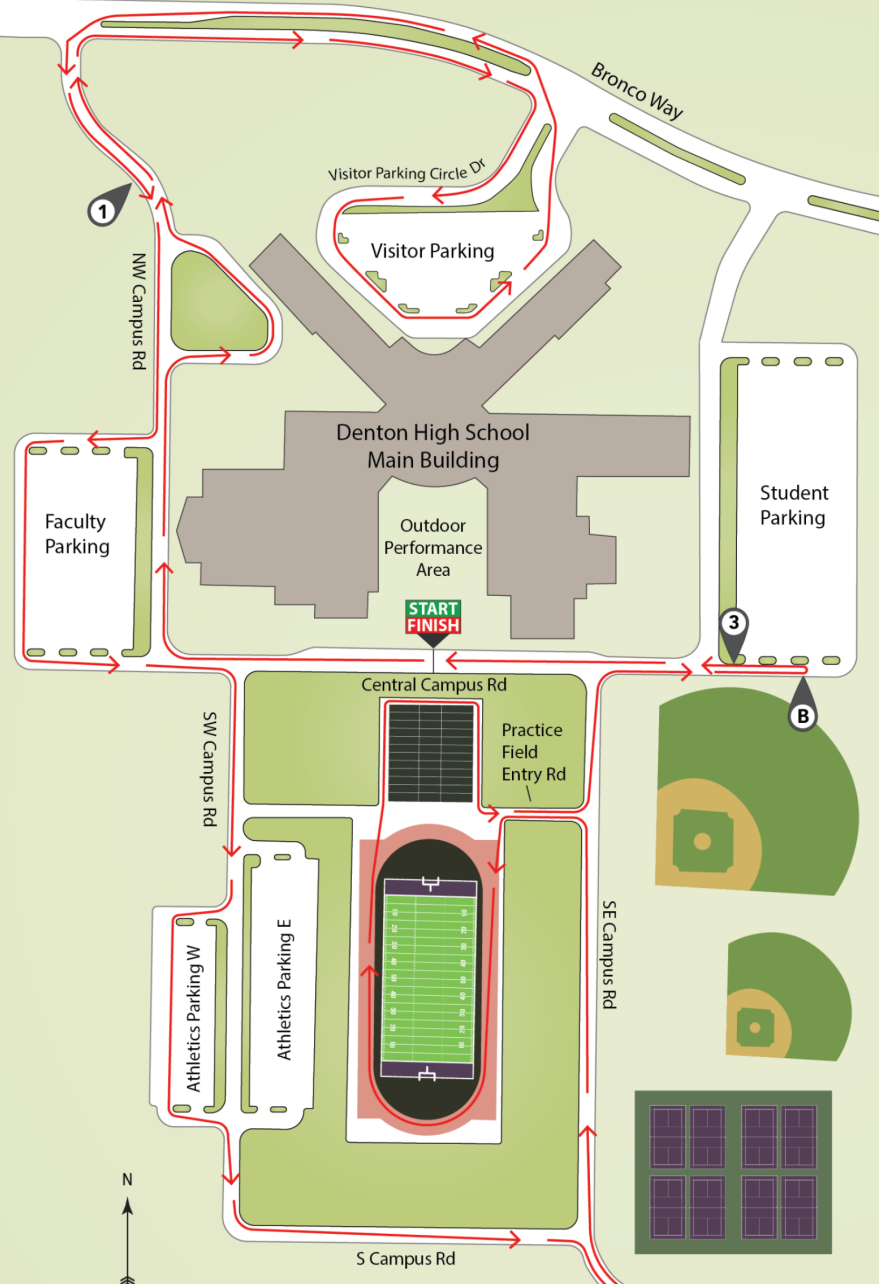 Bronco Way
Visitor Parking Circle Dr
1
Visitor Parking
NW Campus Rd
Denton High School
Main Building
Faculty
Parking
Outdoor
Performance
Area
Student
Parking
START
FINISH
3
Central Campus Rd
B
SW Campus Rd
Practice
Field
Entry Rd
SE Campus Rd
Athletics Parking W
Athletics Parking E
N
S Campus Rd